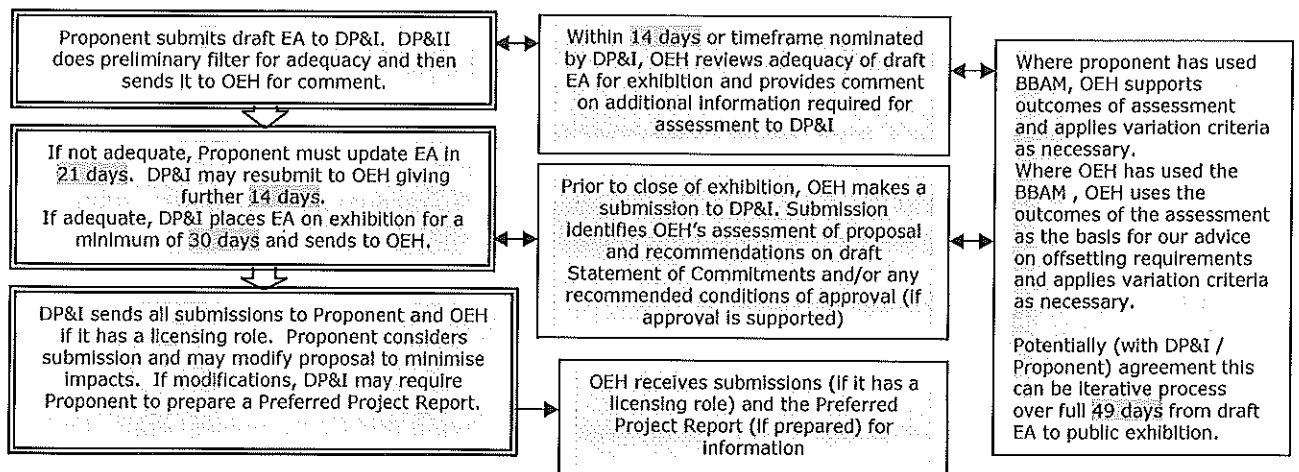 Proponent submits draft EA to DP&I. DP&II
does preliminary filter for adequacy and then
sends it to OEH for comment.
Within 14 days or timeframe nominated
by DP&I, OEH reviews adequacy of draft
EA for exhibition and provides comment
on additional information required for
assessment to DP&I
Where proponent has used
BBAM, OEH supports
outcomes of assessment
and applies variation criteria
as necessary.
Where OEH has used the
BBAM , OEH uses the
outcomes of the assessment
as the basis for our advice
on offsetting requirements
and applies variation criteria
as necessary.
Potentially (with DP&I /
Proponent) agreement this
can be iterative process
over full 49 days from draft
EA to public exhibition.
If not adequate, Proponent must update EA in
21 days. DP&I may resubmit to OEH giving
further 14 days.
If adequate, DP&I places EA on exhibition for a
minimum of 30 days and sends to OEH.
Prior to close of exhibition, OEH makes a
submission to DP&I. Submission
identifies OEH's assessment of proposal
and recommendations on draft
Statement of Commitments and/or any
recommended conditions of approval (if
approval is supported)
DP&I sends all submissions to Proponent and OEH
if it has a licensing role. Proponent considers
submission and may modify proposal to minimise
impacts. If modifications, DP&I may require
Proponent to prepare a Preferred Project Report.
OEH receives submissions (if it has a
licensing role) and the Preferred
Project Report (if prepared) for
information